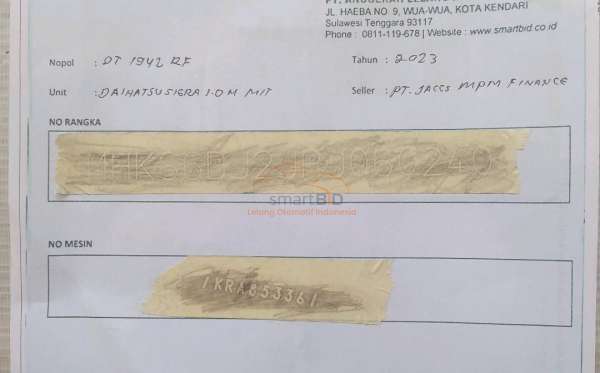 JL. HAEBA NO. 9, WUA-WUA, KOTA KENDARI
Sulawesi Tenggara 93117
Phone : 0811-119-678 | Website : www.smartbid.co.id
Nopol : DT 1942 RF
Tahun : 2023
Unit : DAIHATSU SIGRA 1.0 M MIT
Seller : PT. JACCS MPM FINANCE
NO RANGKA
smartBID
Lelang Otomotif Indonesia
NO MESIN
1KRA853361